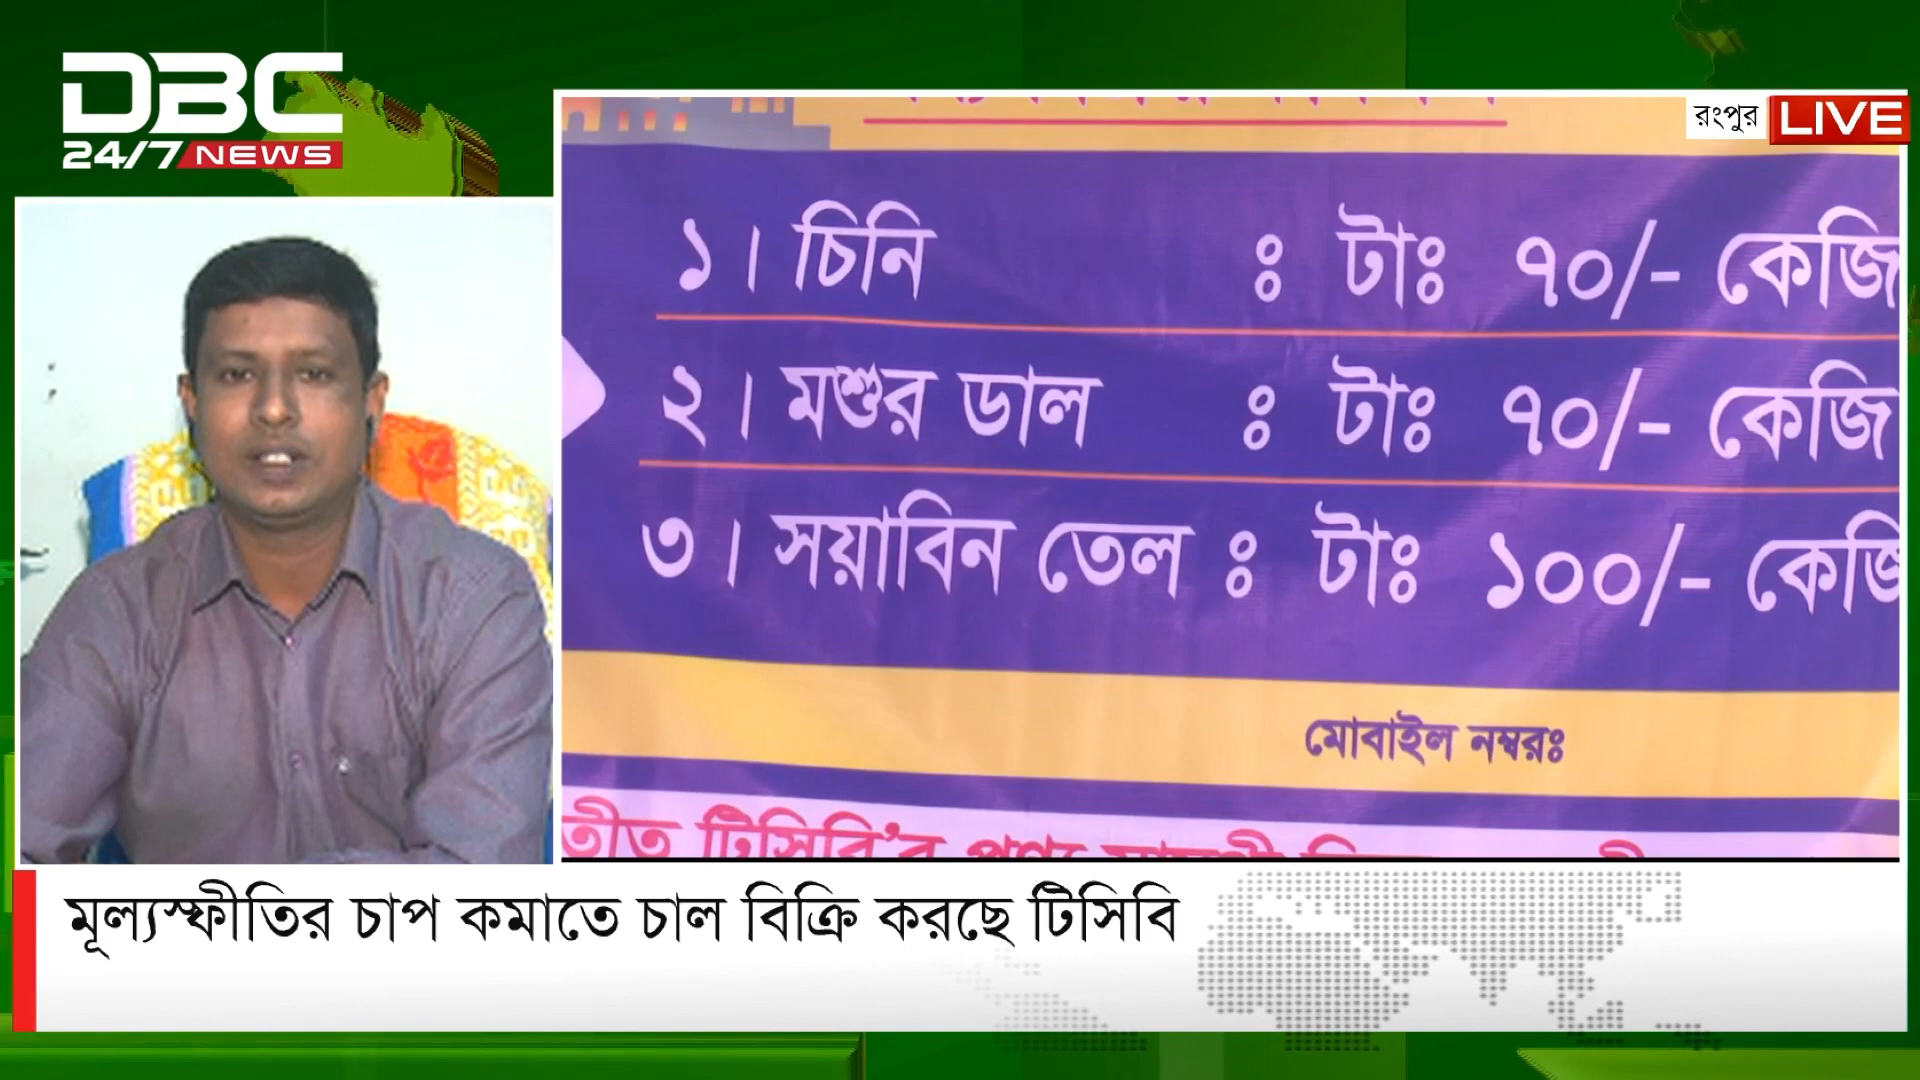 DBC
24/7 NEWS
রংপুর LIVE
১। চিনি ঃ টাঃ ৭০/- কেজি
২। মশুর ডাল ঃ টাঃ ৭০/- কেজি
৩। সয়াবিন তেল ঃ টাঃ ১০০/- কেজি
মোবাইল নম্বরঃ
টিসিবি'র পণ্য
মূল্যস্ফীতির চাপ কমাতে চাল বিক্রি করছে টিসিবি